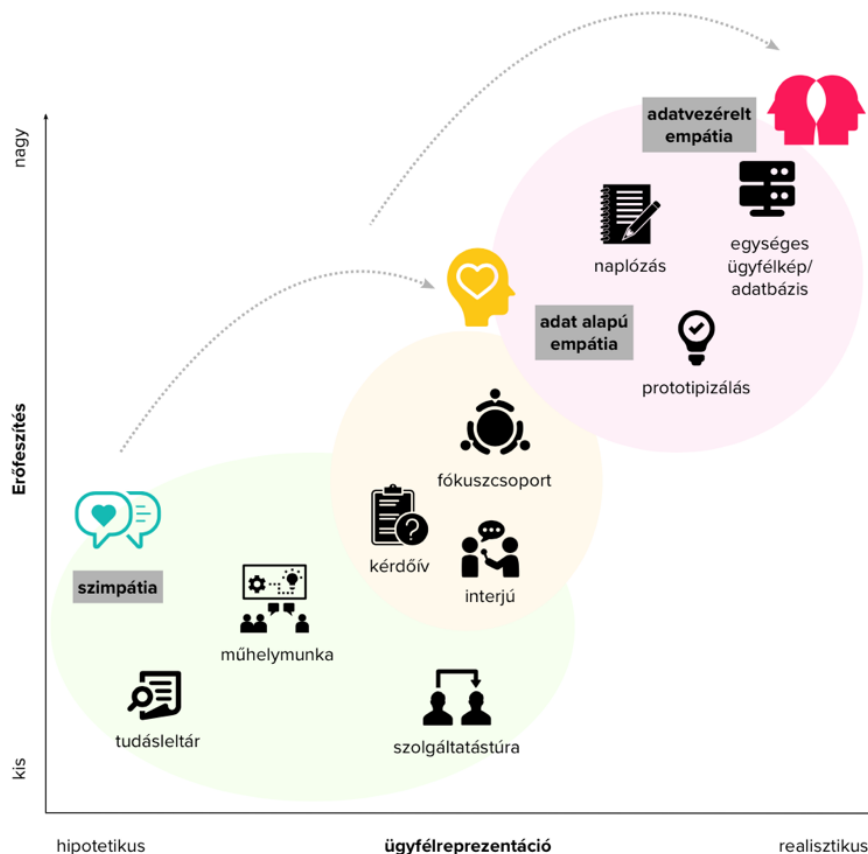 nagy
adatvezérelt
empátia
naplózás
egységes
ügyfélkép/
adatbázis
adat alapú
empátia
prototipizálás
Erőfeszítés
fókuszcsoport
szimpátia
kérdőív
interjú
műhelymunka
tudásleltár
szolgáltatástúra
kis
hipotetikus
ügyfélreprezentáció
realisztikus